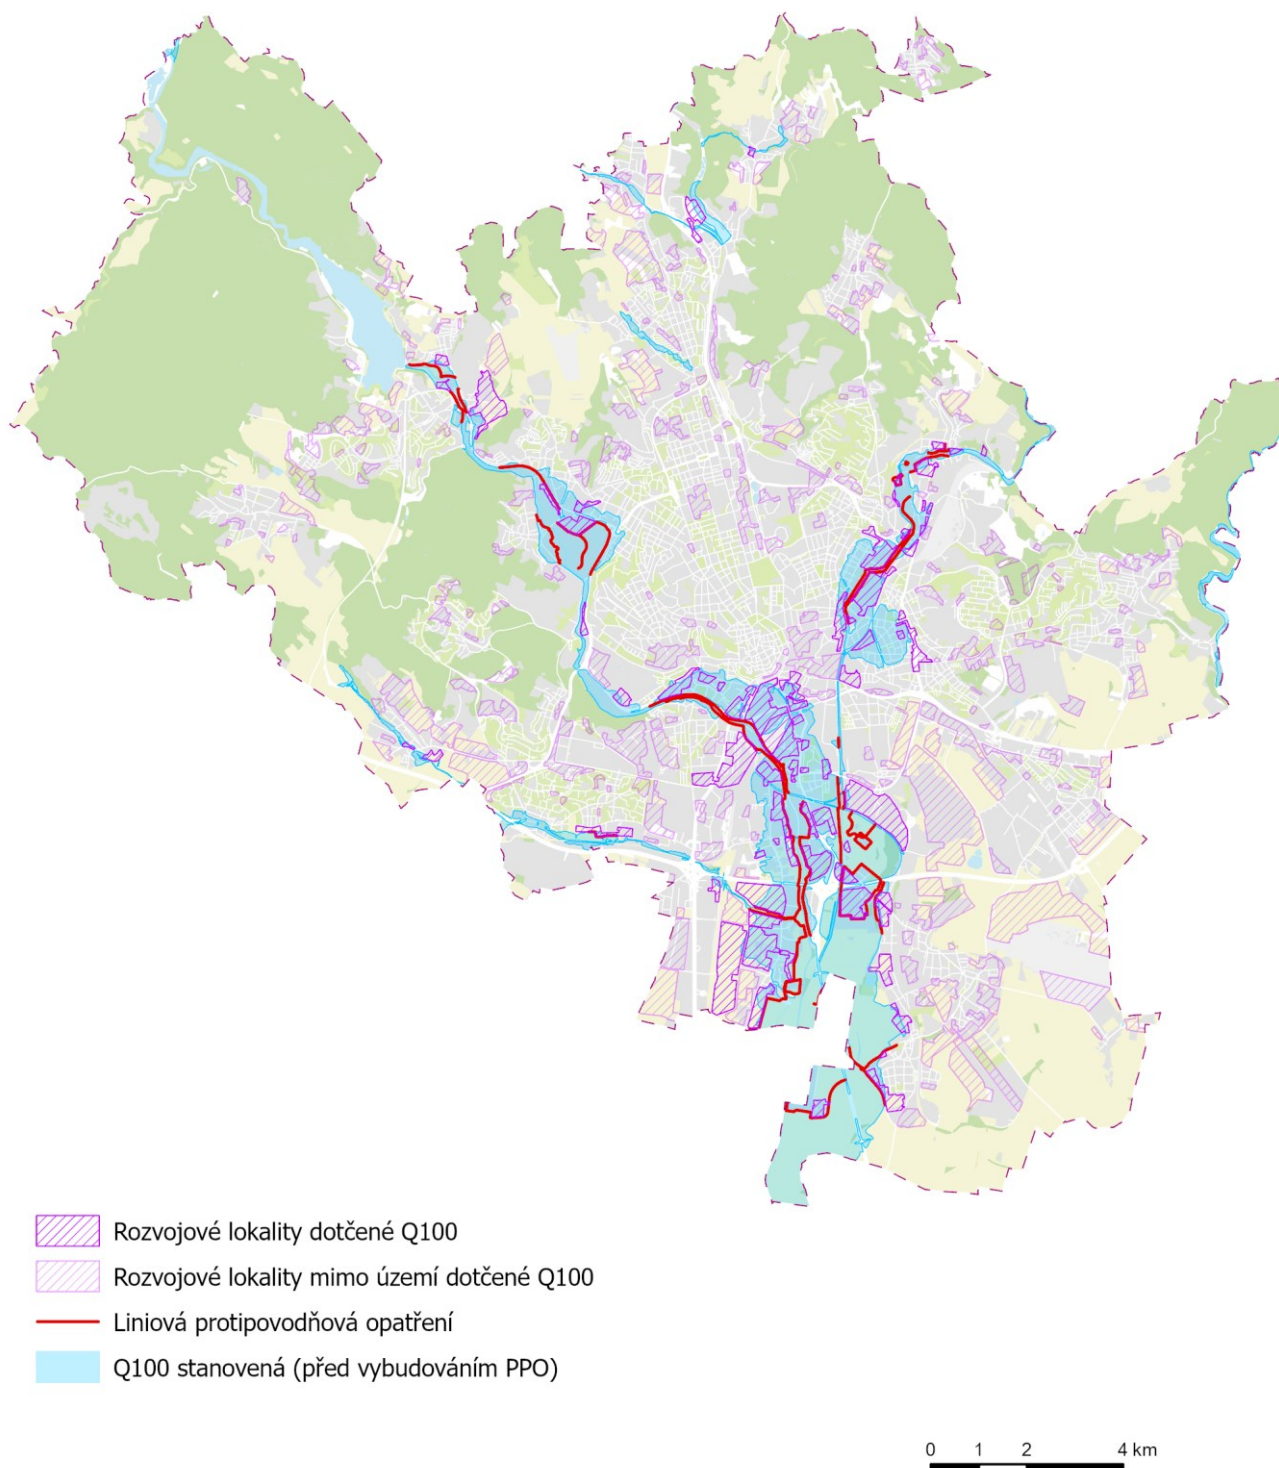 Rozvojové lokality dotčené Q100
Rozvojové lokality mimo území dotčené Q100
Liniová protipovodňová opatření
Q100 stanovená (před vybudováním PPO)
0 1 2 4 km